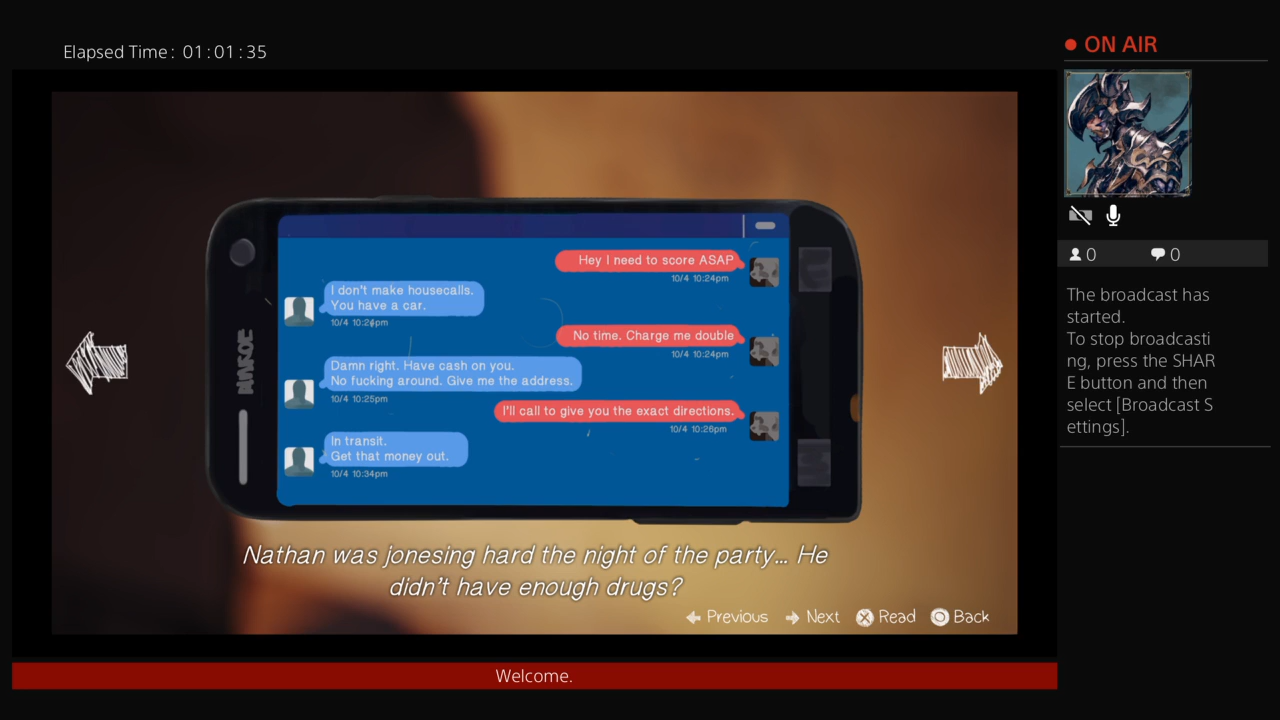 Elapsed Time: 01:01:35
ON AIR
Hey I need to score ASAP
10/4 10:24pm
I don't make housecalls.
You have a car.
10/4 10:24pm
No time. Charge me double
10/4 10:24pm
Damn right. Have cash on you.
No fucking around. Give me the address.
10/4 10:25pm
I'll call to give you the exact directions.
10/4 10:26pm
In transit.
Get that money out.
10/4 10:34pm
Nathan was jonesing hard the night of the party... He
didn't have enough drugs?
Previous Next Read Back
Welcome.
0 0
The broadcast has
started.
To stop broadcasti
ng, press the SHAR
E button and then
select [Broadcast S
ettings].